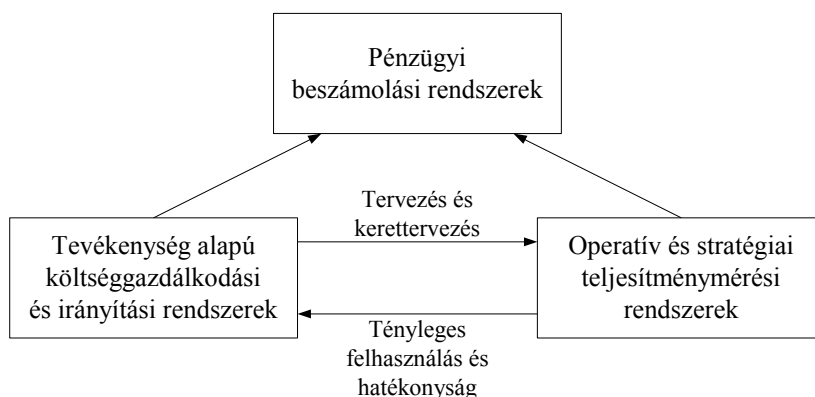 Pénzügyi
beszámolási rendszerek
Tervezés és
kerettervezés
Tevékenység alapú
költséggazdálkodási
és irányítási rendszerek
Operatív és stratégiai
teljesítménymérési
rendszerek
Tényleges
felhasználás és
hatékonyság